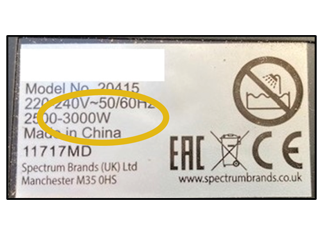 Model No. 20415
220-240V~50/60Hz
2500-3000W
Made in China
11717MD
EAC CE
Spectrum Brands (UK) Ltd
Manchester M35 0HS
www.spectrumbrands.co.uk